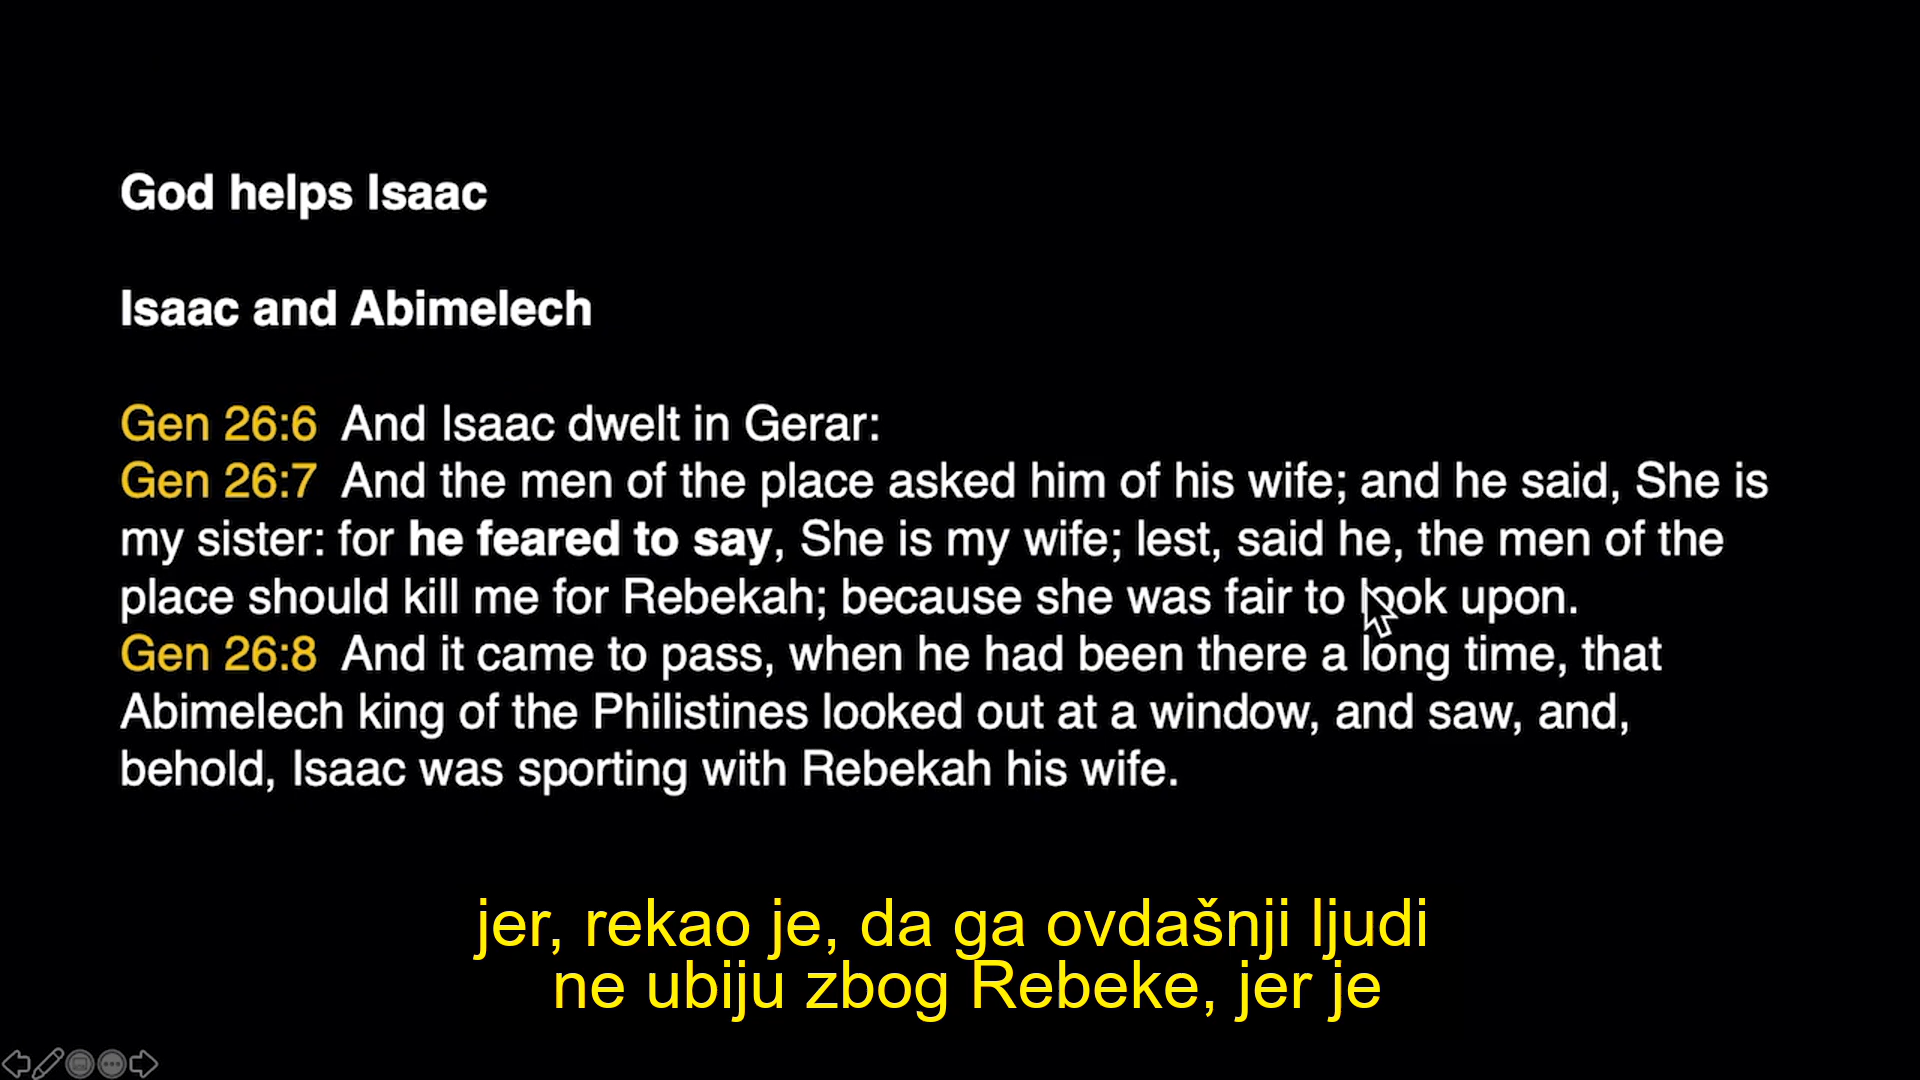 God helps Isaac
Isaac and Abimelech
Gen 26:6 And Isaac dwelt in Gerar:
Gen 26:7 And the men of the place asked him of his wife; and he said, She is
my sister: for he feared to say, She is my wife; lest, said he, the men of the
place should kill me for Rebekah; because she was fair to look upon.
Gen 26:8 And it came to pass, when he had been there a long time, that
Abimelech king of the Philistines looked out at a window, and saw, and,
behold, Isaac was sporting with Rebekah his wife.
jer, rekao je, da ga ovdašnji ljudi
ne ubiju zbog Rebeke, jer je